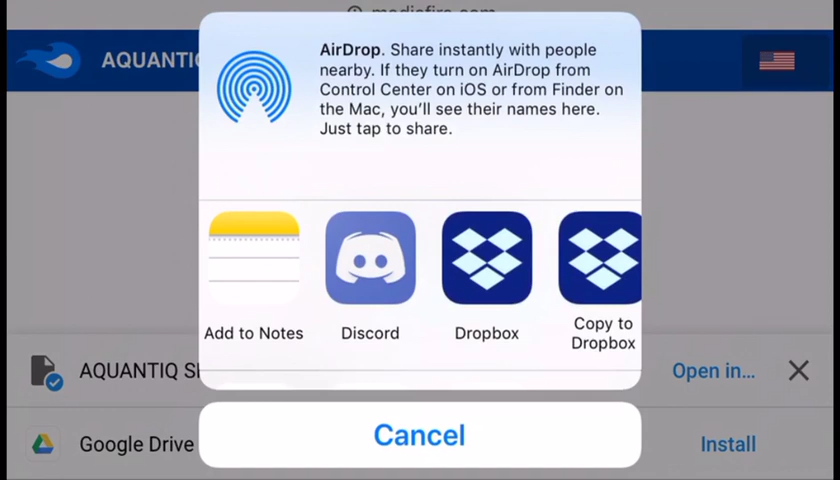 mediafire.com
AQUANTIQ
AirDrop. Share instantly with people
nearby. If they turn on AirDrop from
Control Center on iOS or from Finder on
the Mac, you'll see their names here.
Just tap to share.
Add to Notes
Discord
Dropbox
Copy to
Dropbox
AQUANTIQ
Open in...
Google Drive
Install
Cancel